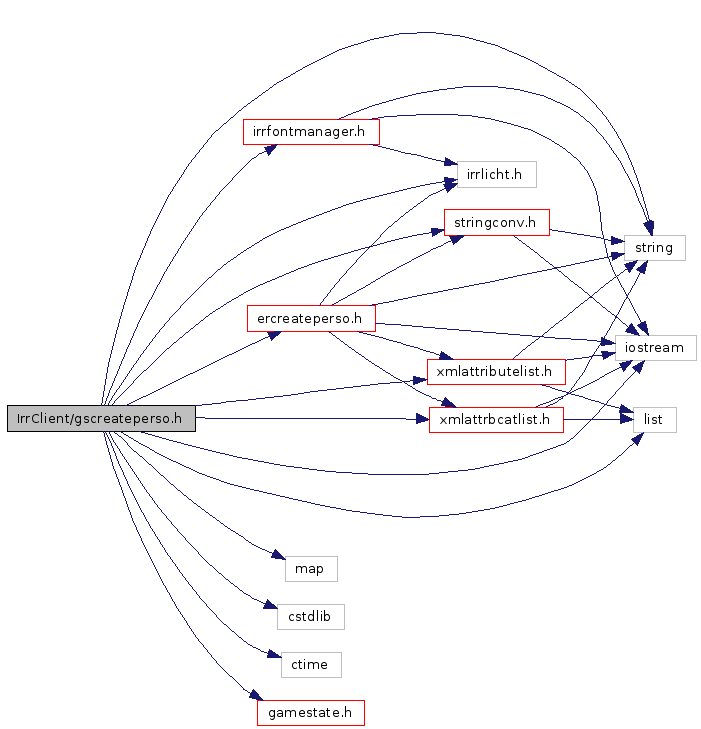 irrfontmanager.h
irrlicht.h
stringconv.h
string
ercreateperso.h
iostream
xmlattributelist.h
IrrClient/gscreateperso.h
xmlattrbcatlist.h
list
map
cstdlib
ctime
gamestate.h